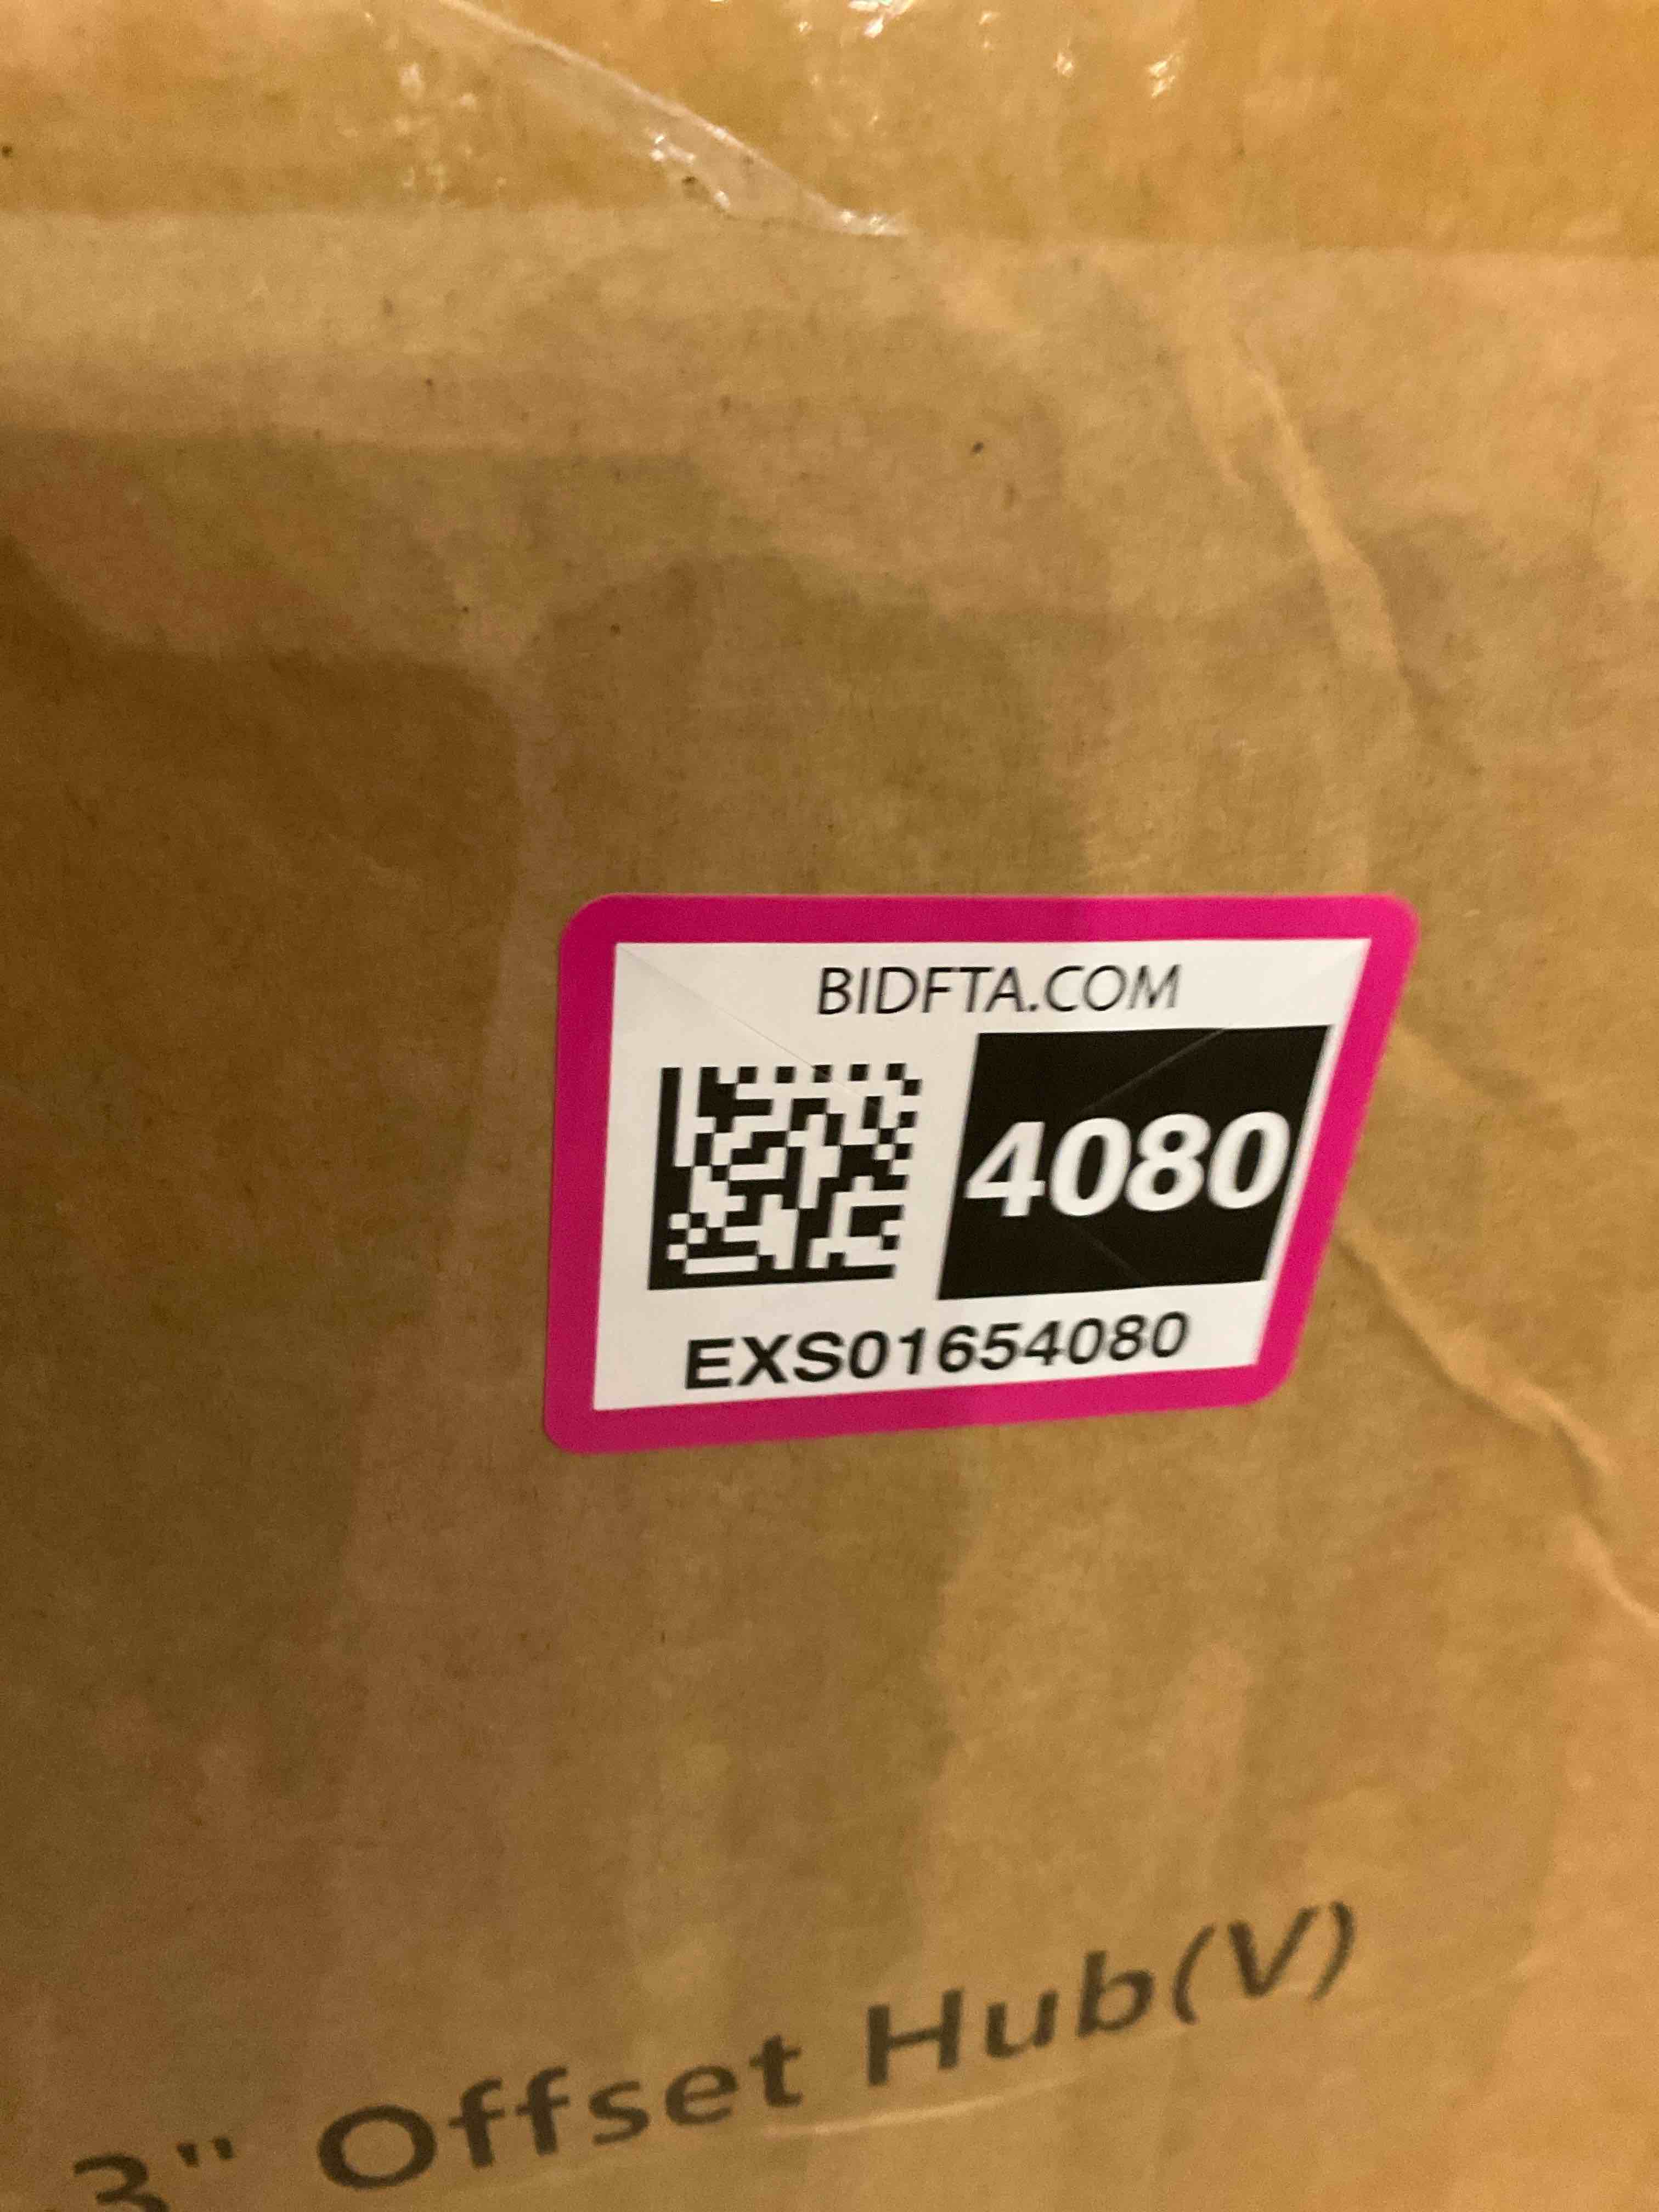 BIDFTA.COM
4080
EXS01654080
3" Offset Hub(V)